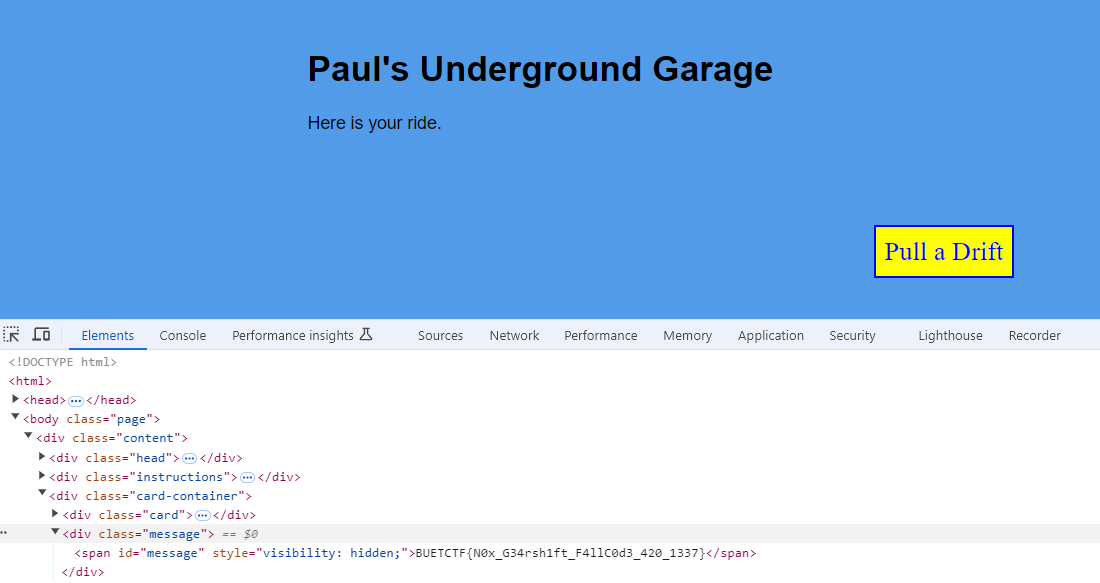 Paul's Underground Garage
Here is your ride.
Pull a Drift
Elements Console Performance insights Sources Network Performance Memory Application Security Lighthouse Recorder
<!DOCTYPE html>
<html>
<head>…</head>
<body class="page">
<div class="content">
<div class="head">…</div>
<div class="instructions">…</div>
<div class="card-container">
<div class="card">…</div>
<div class="message"> == $0
<span id="message" style="visibility: hidden;">BUETCTF{N0x_G34rsh1ft_F4llC0d3_420_1337}</span>
</div>